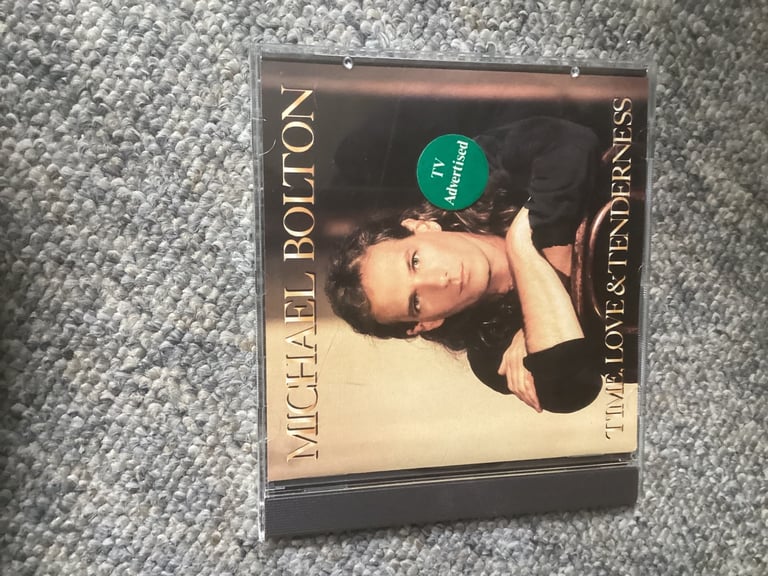 MICHAEL BOLTON
TV
Advertised
TIME, LOVE & TENDERNESS